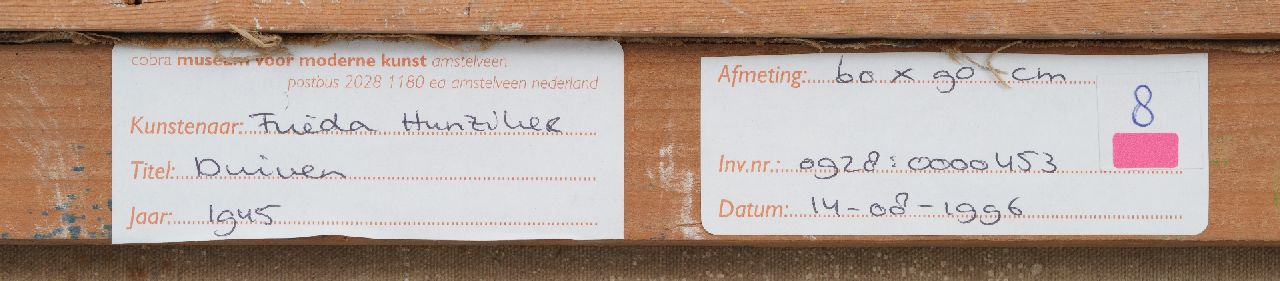 cobra museum voor moderne kunst amstelveen
postbus 2028 1180 ea amstelveen nederland
Kunstenaar: Frieda Hunziker
Titel: Duiven
Jaar: 1945
Afmeting: 60 x 90 cm
8
Inv.nr.: 0928:0000453
Datum: 14-08-1996